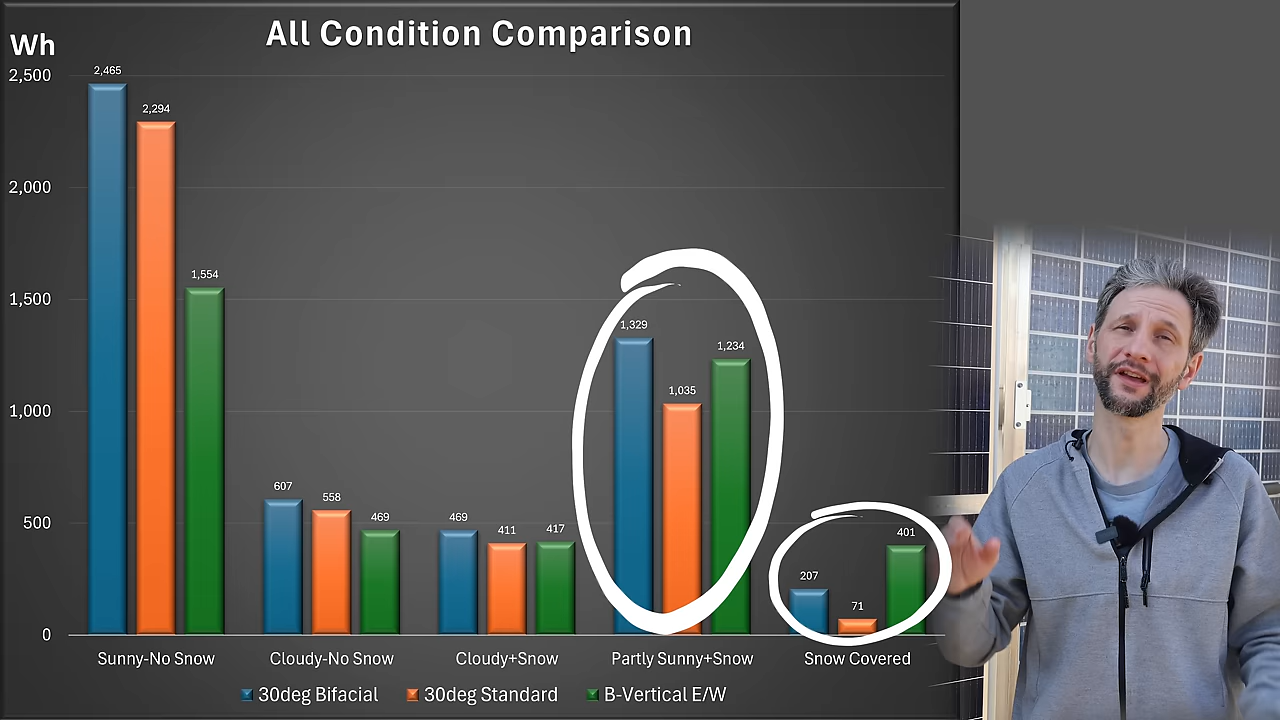 All Condition Comparison
Wh
2,500
2,000
1,500
1,000
500
0
2,465
2,294
1,554
607
558
469
469
411
417
1,329
1,035
1,234
207
71
401
Sunny-No Snow
Cloudy-No Snow
Cloudy+Snow
Partly Sunny+Snow
Snow Covered
30deg Bifacial
30deg Standard
B-Vertical E/W